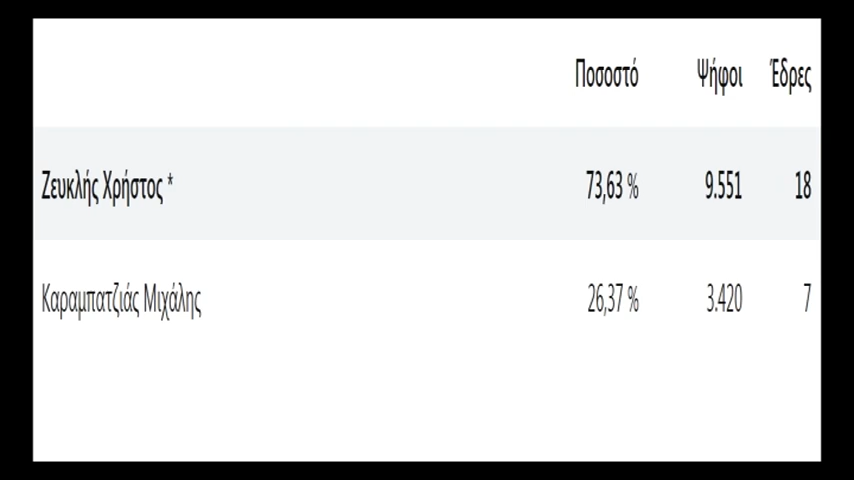 Ποσοστό Ψήφοι Έδρες
Ζευκλής Χρήστος * 73,63 % 9.551 18
Καραμπατζιάς Μιχάλης 26,37 % 3.420 7